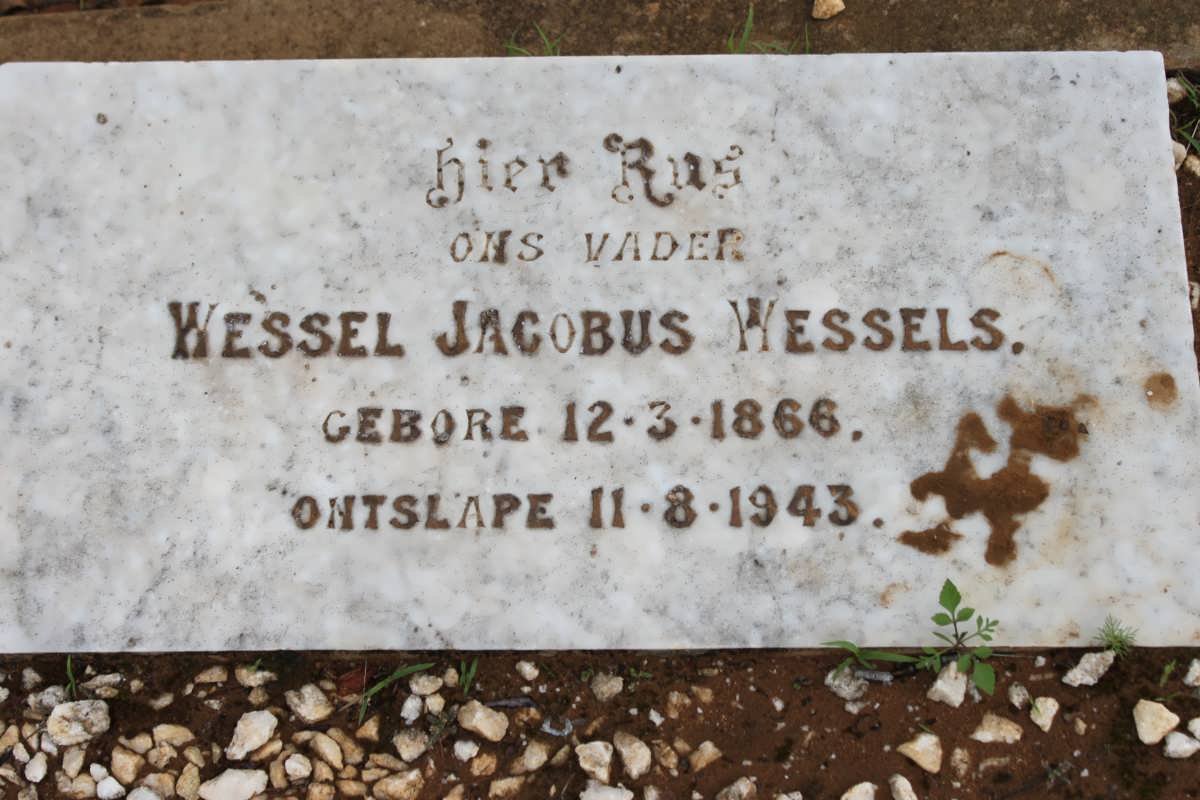 hier Rus
ONS VADER
WESSEL JACOBUS WESSELS.
GEBORE 12·3·1866.
ONTSLAPE 11·8·1943.